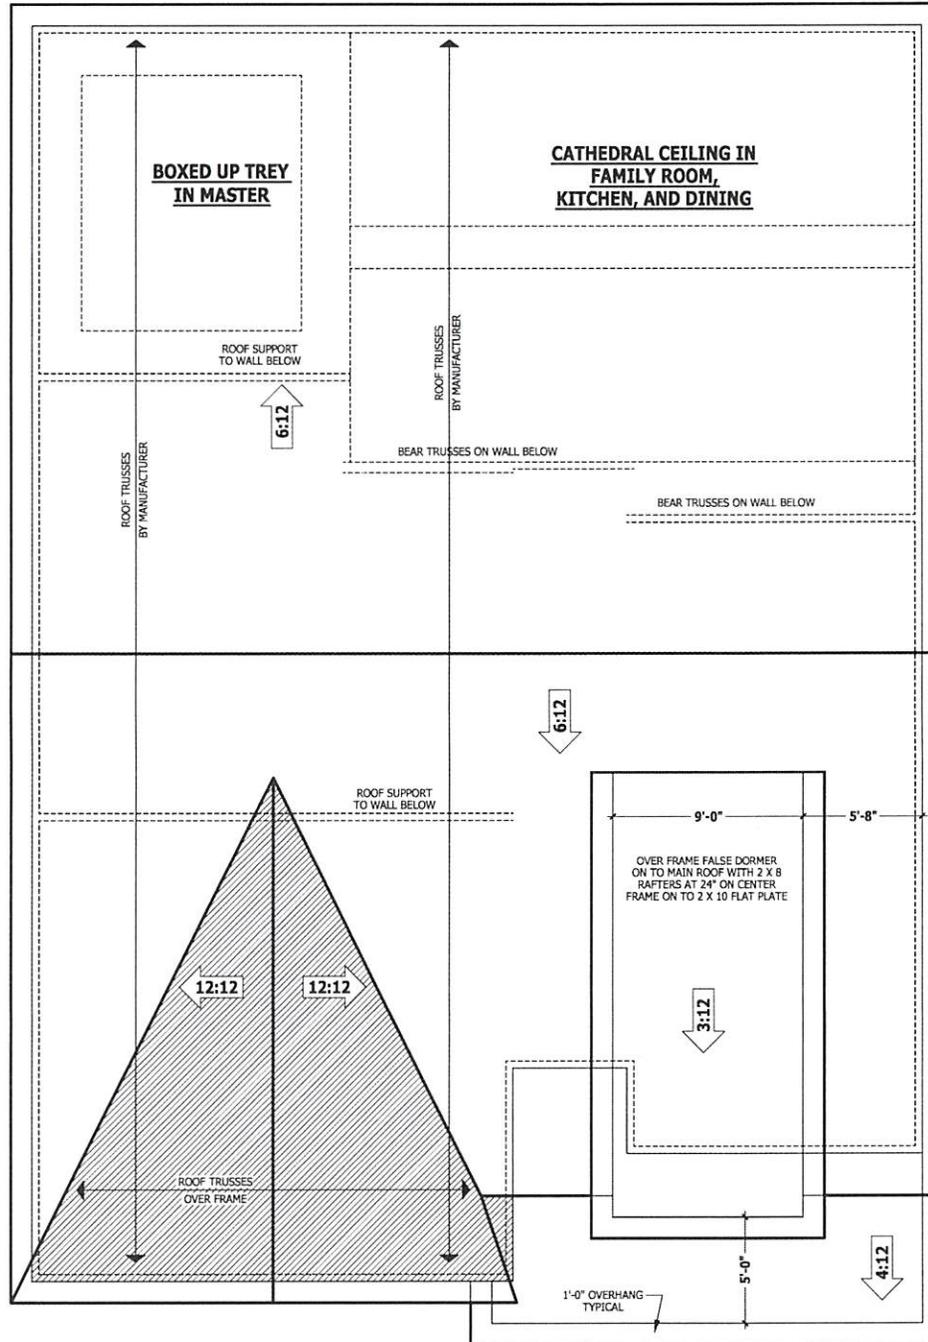 BOXED UP TREY
IN MASTER
CATHEDRAL CEILING IN
FAMILY ROOM,
KITCHEN, AND DINING
ROOF SUPPORT
TO WALL BELOW
ROOF TRUSSES
BY MANUFACTURER
6:12
BEAR TRUSSES ON WALL BELOW
ROOF TRUSSES
BY MANUFACTURER
BEAR TRUSSES ON WALL BELOW
6:12
ROOF SUPPORT
TO WALL BELOW
9'-0"
5'-8"
OVER FRAME FALSE DORMER
ON TO MAIN ROOF WITH 2 X 8
RAFTERS AT 24" ON CENTER
FRAME ON TO 2 X 10 FLAT PLATE
12:12
12:12
3:12
ROOF TRUSSES
OVER FRAME
5'-0"
4:12
1'-0" OVERHANG
TYPICAL